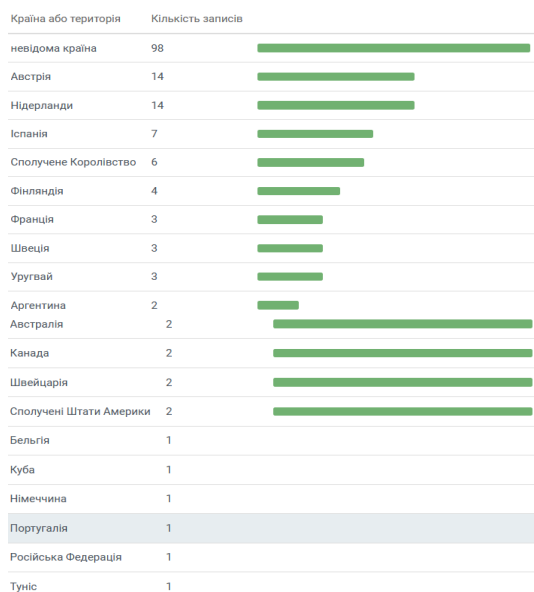 Країна або територія Кількість записів
невідома країна 98
Австрія 14
Нідерланди 14
Іспанія 7
Сполучене Королівство 6
Фінляндія 4
Франція 3
Швеція 3
Уругвай 3
Аргентина 2
Австралія 2
Канада 2
Швейцарія 2
Сполучені Штати Америки 2
Бельгія 1
Куба 1
Німеччина 1
Португалія 1
Російська Федерація 1
Туніс 1